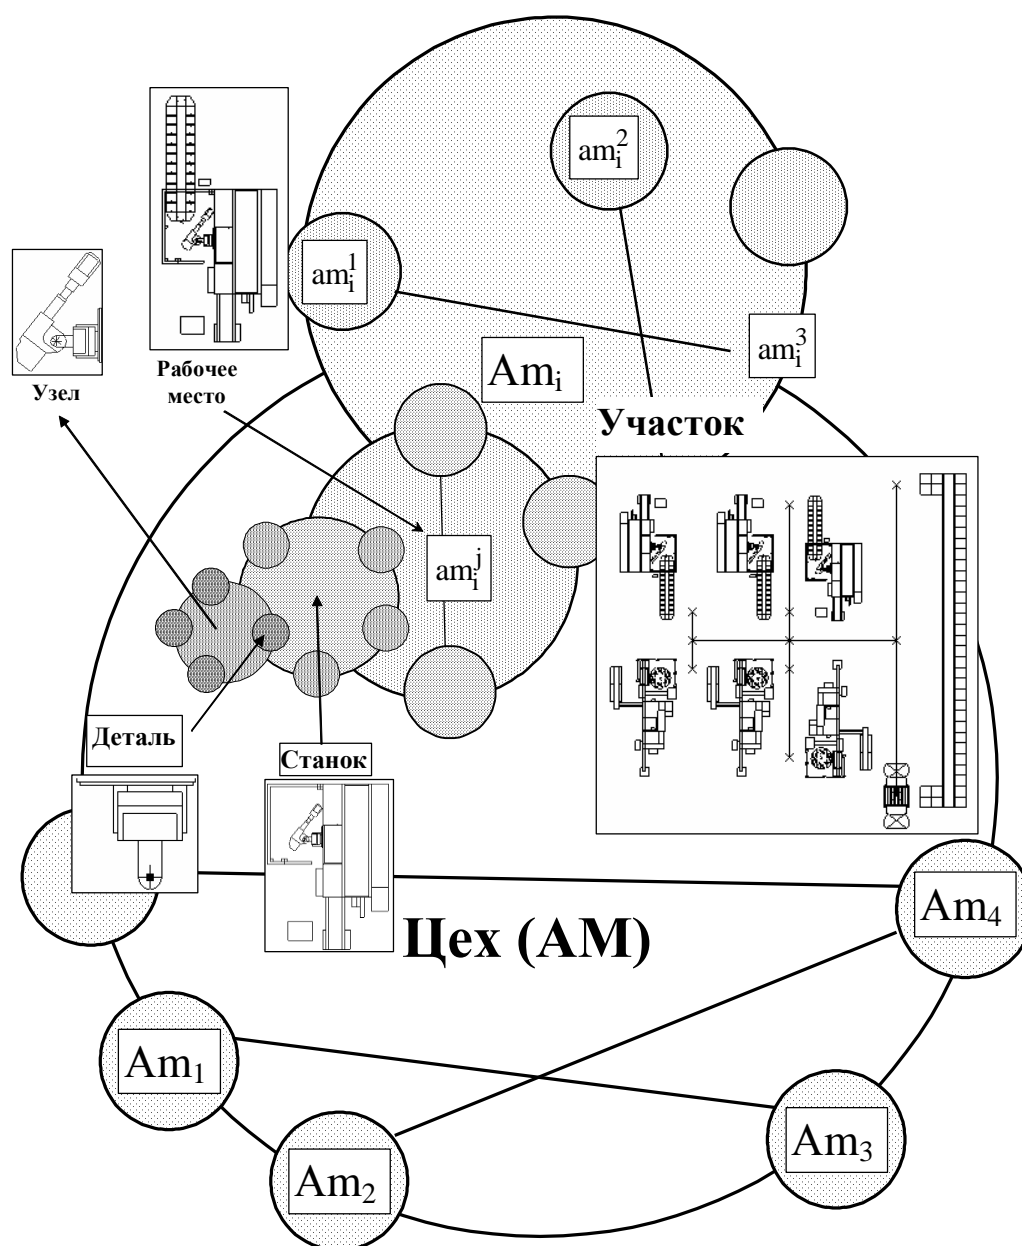 am_i^2
am_i^1
am_i^3
Am_i
Рабочее
место
Узел
Участок
am_i^j
Деталь
Станок
Am_4
Цех (АМ)
Am_1
Am_3
Am_2